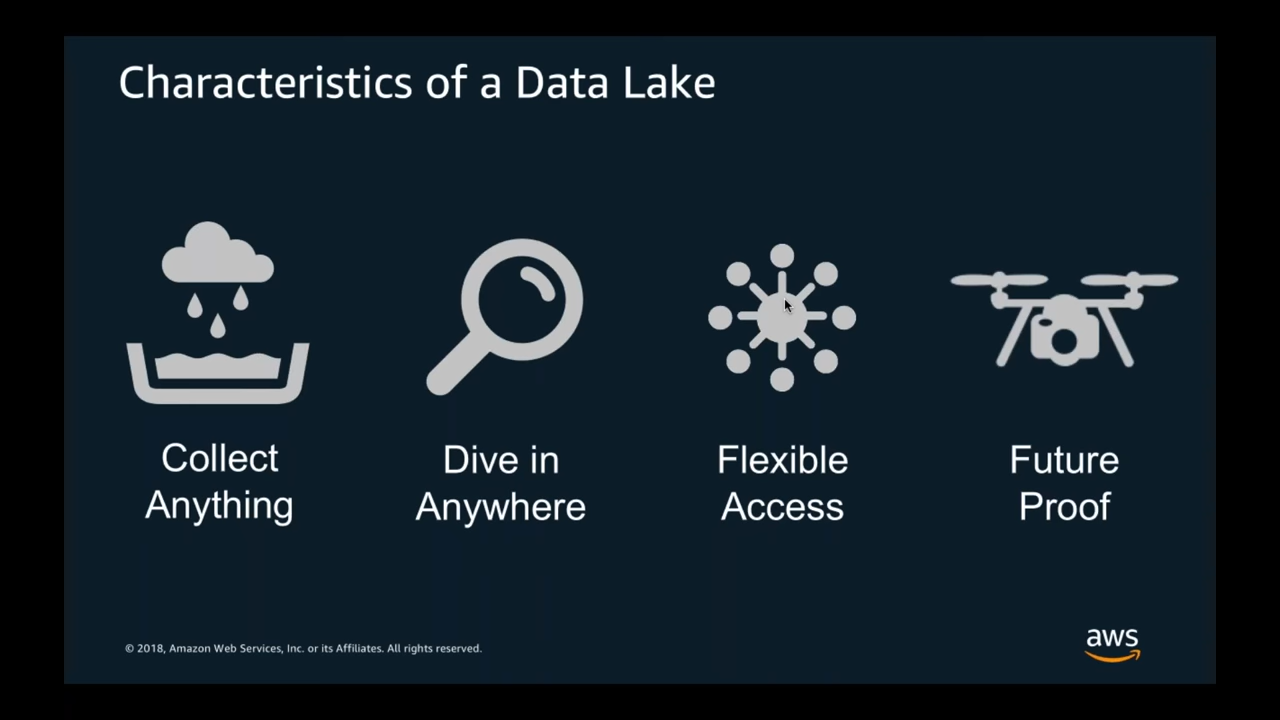 Characteristics of a Data Lake
Collect
Anything
Dive in
Anywhere
Flexible
Access
Future
Proof
© 2018, Amazon Web Services, Inc. or its Affiliates. All rights reserved.
aws